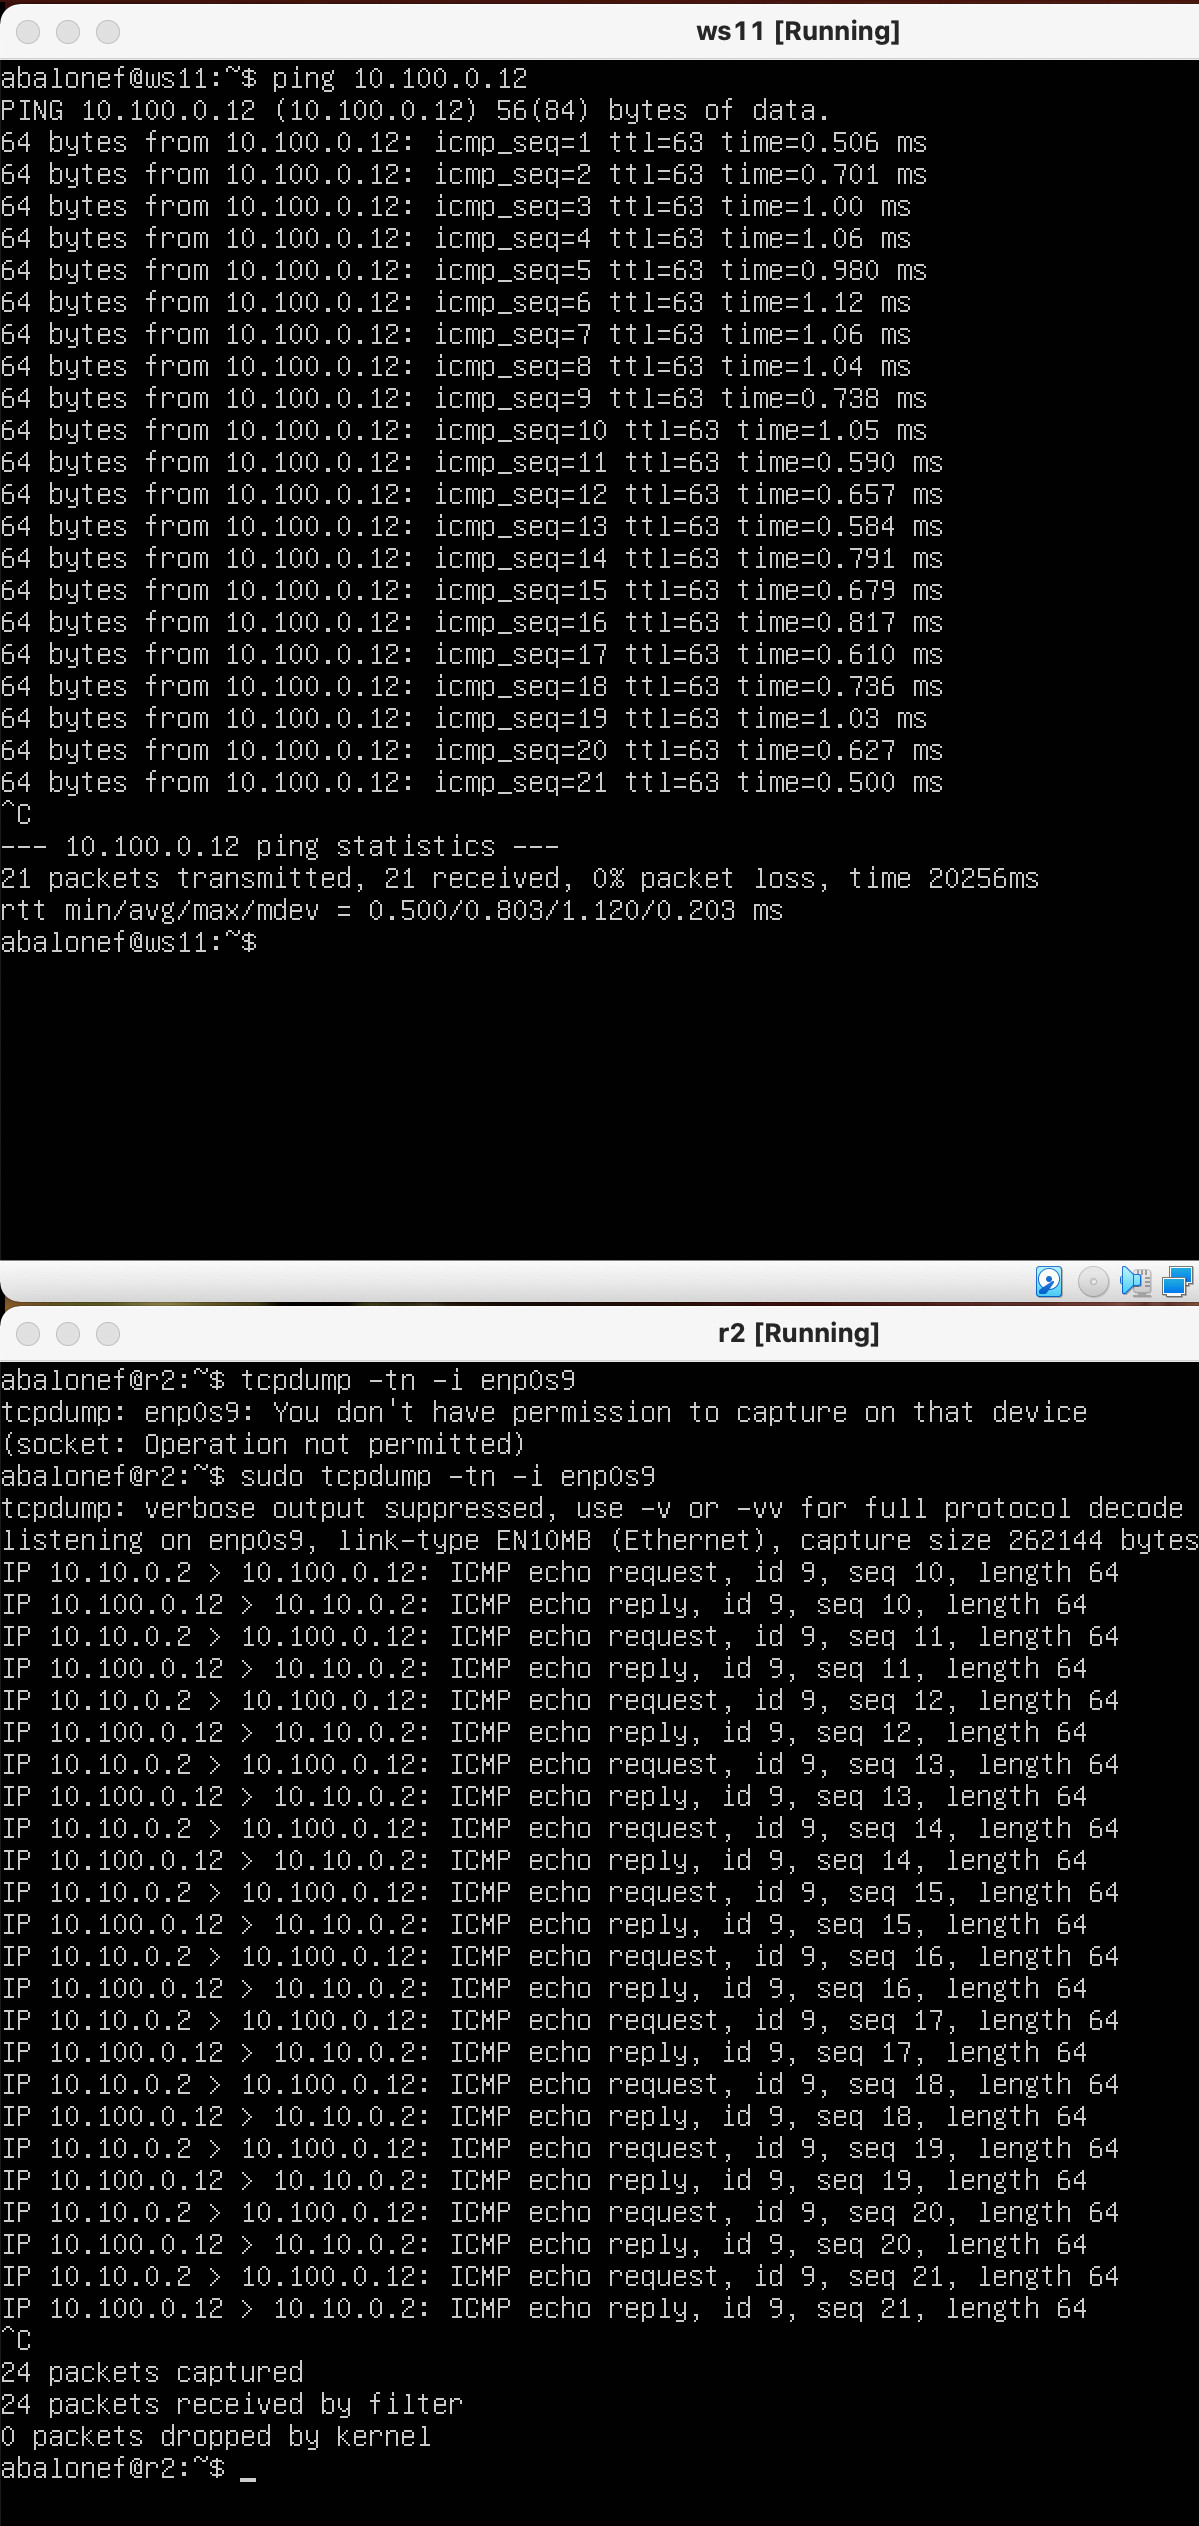 ws11 [Running]
abalonef@ws11:~$ ping 10.100.0.12
PING 10.100.0.12 (10.100.0.12) 56(84) bytes of data.
64 bytes from 10.100.0.12: icmp_seq=1 ttl=63 time=0.506 ms
64 bytes from 10.100.0.12: icmp_seq=2 ttl=63 time=0.701 ms
64 bytes from 10.100.0.12: icmp_seq=3 ttl=63 time=1.00 ms
64 bytes from 10.100.0.12: icmp_seq=4 ttl=63 time=1.06 ms
64 bytes from 10.100.0.12: icmp_seq=5 ttl=63 time=0.980 ms
64 bytes from 10.100.0.12: icmp_seq=6 ttl=63 time=1.12 ms
64 bytes from 10.100.0.12: icmp_seq=7 ttl=63 time=1.06 ms
64 bytes from 10.100.0.12: icmp_seq=8 ttl=63 time=1.04 ms
64 bytes from 10.100.0.12: icmp_seq=9 ttl=63 time=0.738 ms
64 bytes from 10.100.0.12: icmp_seq=10 ttl=63 time=1.05 ms
64 bytes from 10.100.0.12: icmp_seq=11 ttl=63 time=0.590 ms
64 bytes from 10.100.0.12: icmp_seq=12 ttl=63 time=0.657 ms
64 bytes from 10.100.0.12: icmp_seq=13 ttl=63 time=0.584 ms
64 bytes from 10.100.0.12: icmp_seq=14 ttl=63 time=0.791 ms
64 bytes from 10.100.0.12: icmp_seq=15 ttl=63 time=0.679 ms
64 bytes from 10.100.0.12: icmp_seq=16 ttl=63 time=0.817 ms
64 bytes from 10.100.0.12: icmp_seq=17 ttl=63 time=0.610 ms
64 bytes from 10.100.0.12: icmp_seq=18 ttl=63 time=0.736 ms
64 bytes from 10.100.0.12: icmp_seq=19 ttl=63 time=1.03 ms
64 bytes from 10.100.0.12: icmp_seq=20 ttl=63 time=0.627 ms
64 bytes from 10.100.0.12: icmp_seq=21 ttl=63 time=0.500 ms
^C
--- 10.100.0.12 ping statistics ---
21 packets transmitted, 21 received, 0% packet loss, time 20256ms
rtt min/avg/max/mdev = 0.500/0.803/1.120/0.203 ms
abalonef@ws11:~$
r2 [Running]
abalonef@r2:~$ tcpdump -tn -i enp0s9
tcpdump: enp0s9: You don't have permission to capture on that device
(socket: Operation not permitted)
abalonef@r2:~$ sudo tcpdump -tn -i enp0s9
tcpdump: verbose output suppressed, use -v or -vv for full protocol decode
listening on enp0s9, link-type EN10MB (Ethernet), capture size 262144 bytes
IP 10.10.0.2 > 10.100.0.12: ICMP echo request, id 9, seq 10, length 64
IP 10.100.0.12 > 10.10.0.2: ICMP echo reply, id 9, seq 10, length 64
IP 10.10.0.2 > 10.100.0.12: ICMP echo request, id 9, seq 11, length 64
IP 10.100.0.12 > 10.10.0.2: ICMP echo reply, id 9, seq 11, length 64
IP 10.10.0.2 > 10.100.0.12: ICMP echo request, id 9, seq 12, length 64
IP 10.100.0.12 > 10.10.0.2: ICMP echo reply, id 9, seq 12, length 64
IP 10.10.0.2 > 10.100.0.12: ICMP echo request, id 9, seq 13, length 64
IP 10.100.0.12 > 10.10.0.2: ICMP echo reply, id 9, seq 13, length 64
IP 10.10.0.2 > 10.100.0.12: ICMP echo request, id 9, seq 14, length 64
IP 10.100.0.12 > 10.10.0.2: ICMP echo reply, id 9, seq 14, length 64
IP 10.10.0.2 > 10.100.0.12: ICMP echo request, id 9, seq 15, length 64
IP 10.100.0.12 > 10.10.0.2: ICMP echo reply, id 9, seq 15, length 64
IP 10.10.0.2 > 10.100.0.12: ICMP echo request, id 9, seq 16, length 64
IP 10.100.0.12 > 10.10.0.2: ICMP echo reply, id 9, seq 16, length 64
IP 10.10.0.2 > 10.100.0.12: ICMP echo request, id 9, seq 17, length 64
IP 10.100.0.12 > 10.10.0.2: ICMP echo reply, id 9, seq 17, length 64
IP 10.10.0.2 > 10.100.0.12: ICMP echo request, id 9, seq 18, length 64
IP 10.100.0.12 > 10.10.0.2: ICMP echo reply, id 9, seq 18, length 64
IP 10.10.0.2 > 10.100.0.12: ICMP echo request, id 9, seq 19, length 64
IP 10.100.0.12 > 10.10.0.2: ICMP echo reply, id 9, seq 19, length 64
IP 10.10.0.2 > 10.100.0.12: ICMP echo request, id 9, seq 20, length 64
IP 10.100.0.12 > 10.10.0.2: ICMP echo reply, id 9, seq 20, length 64
IP 10.10.0.2 > 10.100.0.12: ICMP echo request, id 9, seq 21, length 64
IP 10.100.0.12 > 10.10.0.2: ICMP echo reply, id 9, seq 21, length 64
^C
24 packets captured
24 packets received by filter
0 packets dropped by kernel
abalonef@r2:~$ _